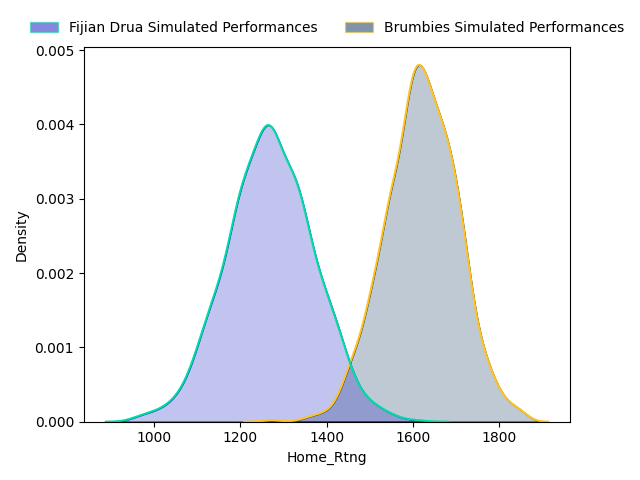 Fijian Drua Simulated Performances
Brumbies Simulated Performances
0.005
0.004
0.003
0.002
0.001
0.000
Density
1000
1200
1400
1600
1800
Home_Rtng